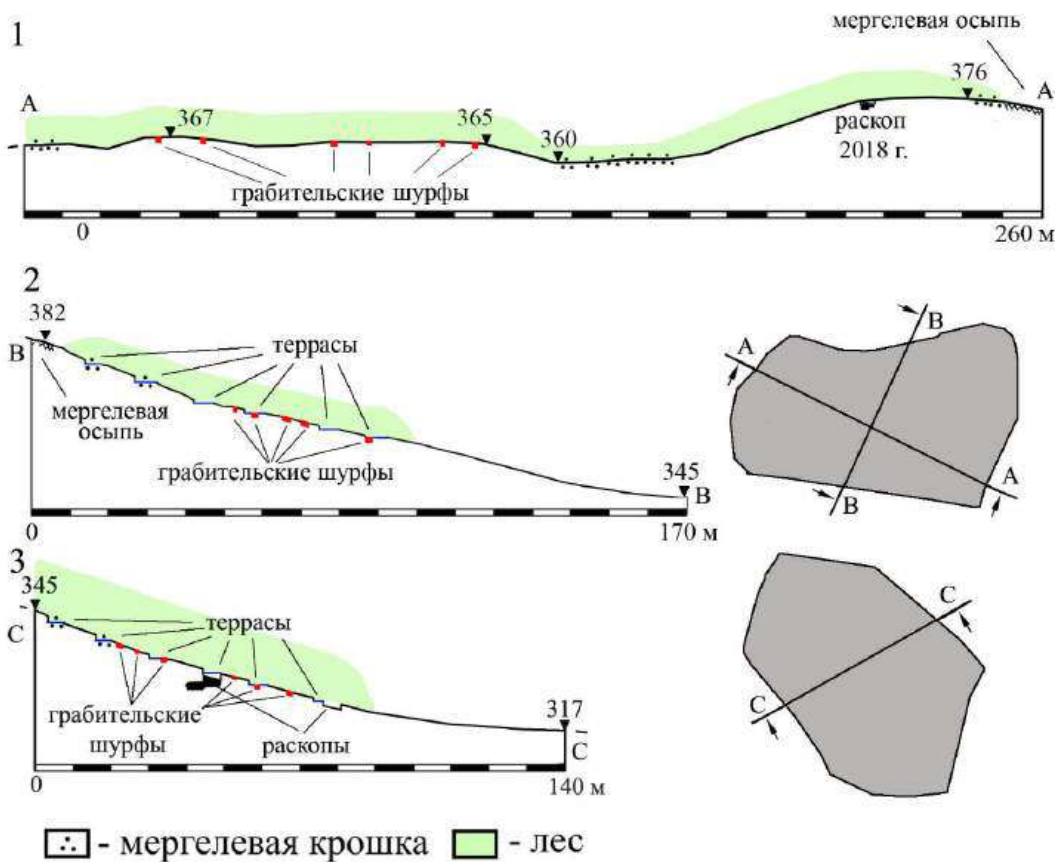 1
мергелевая осыпь
A
367
365
360
376
A
раскоп
2018 г.
грабительские шурфы
0
260 м
2
382
B
террасы
мергелевая
осыпь
грабительские шурфы
345
B
0
170 м
A
B
A
B
3
345
C
террасы
грабительские
шурфы
раскопы
317
C
0
140 м
C
C
- мергелевая крошка
- лес